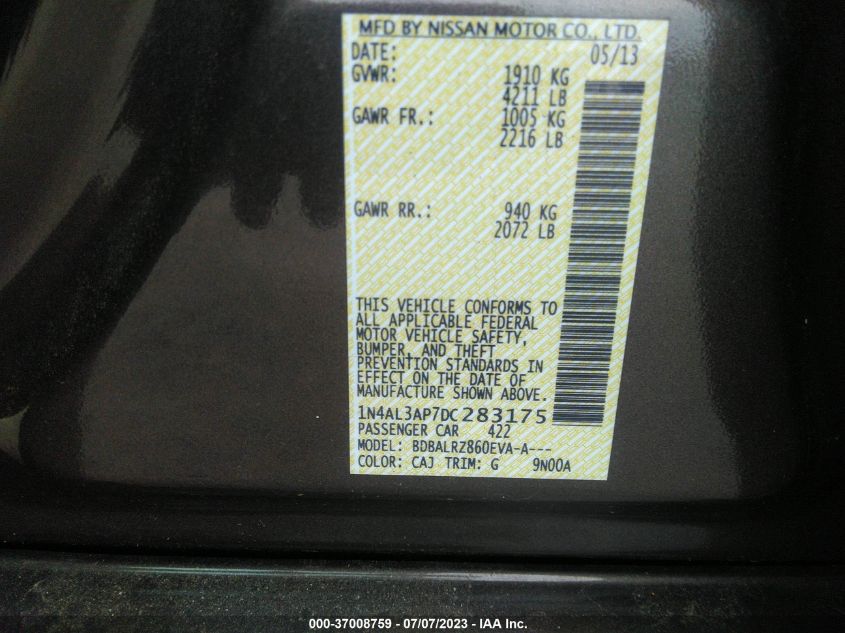 MFD BY NISSAN MOTOR CO., LTD.
DATE: 05/13
GVWR: 1910 KG
4211 LB
GAWR FR.: 1005 KG
2216 LB
GAWR RR.: 940 KG
2072 LB
THIS VEHICLE CONFORMS TO
ALL APPLICABLE FEDERAL
MOTOR VEHICLE SAFETY,
BUMPER, AND THEFT
PREVENTION STANDARDS IN
EFFECT ON THE DATE OF
MANUFACTURE SHOWN ABOVE.
1N4AL3AP7DC283175
PASSENGER CAR 422
MODEL: BDBALRZ860EVA-A---
COLOR: CAJ TRIM: G 9N00A
000-37008759 - 07/07/2023 - IAA Inc.